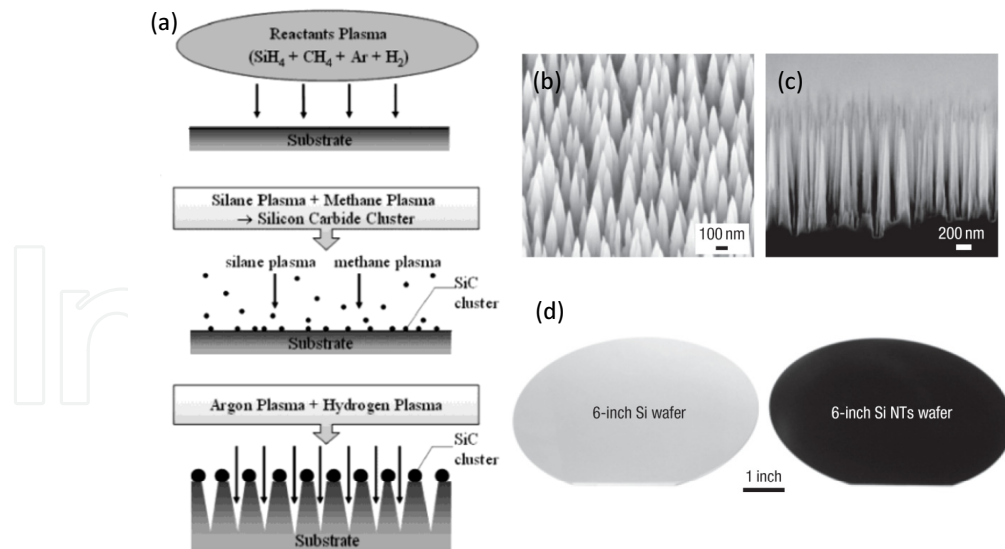 (a)
Reactants Plasma
(SiH₄ + CH₄ + Ar + H₂)
Substrate
Silane Plasma + Methane Plasma
→ Silicon Carbide Cluster
silane plasma methane plasma
SiC
cluster
Substrate
Argon Plasma + Hydrogen Plasma
SiC
cluster
Substrate
(b)
100 nm
(c)
200 nm
(d)
6-inch Si wafer
6-inch Si NTs wafer
1 inch